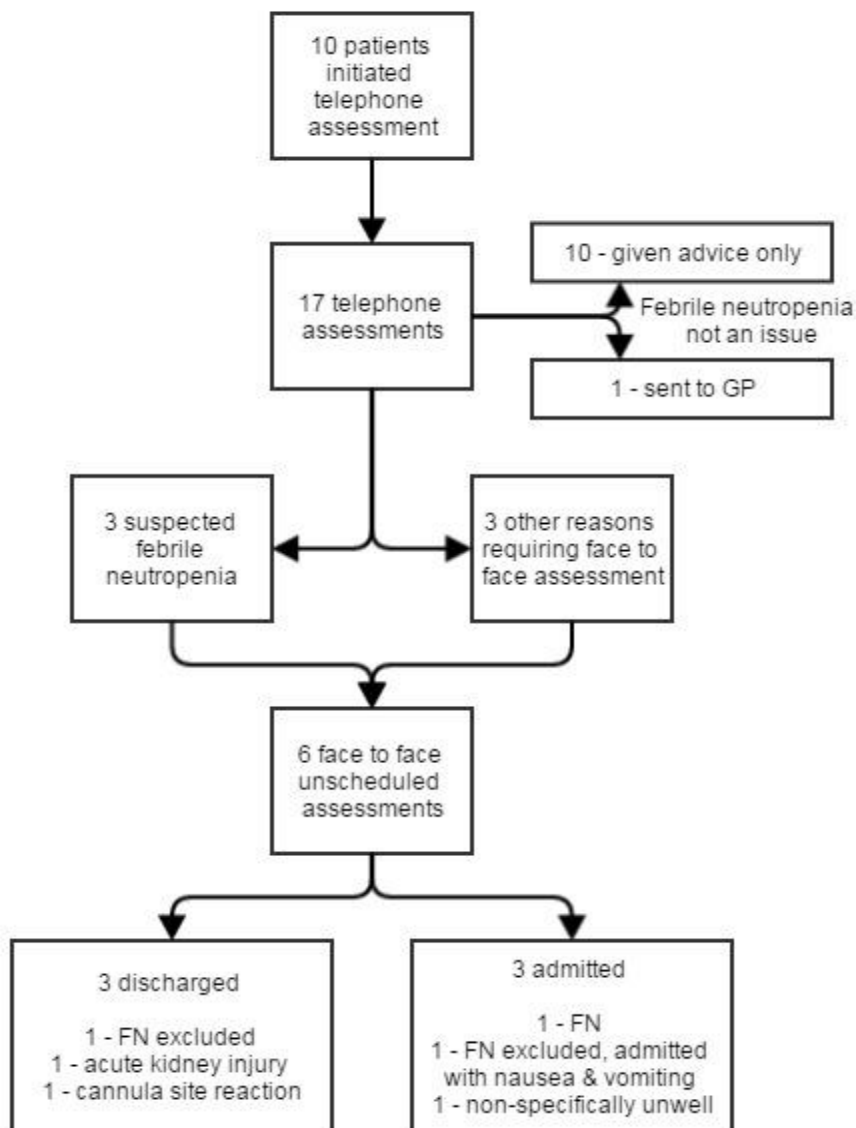 10 patients
initiated
telephone
assessment
17 telephone
assessments
10 - given advice only
Febrile neutropenia
not an issue
1 - sent to GP
3 suspected
febrile
neutropenia
3 other reasons
requiring face to
face assessment
6 face to face
unscheduled
assessments
3 discharged
1 - FN excluded
1 - acute kidney injury
1 - cannula site reaction
3 admitted
1 - FN
1 - FN excluded, admitted
with nausea & vomiting
1 - non-specifically unwell